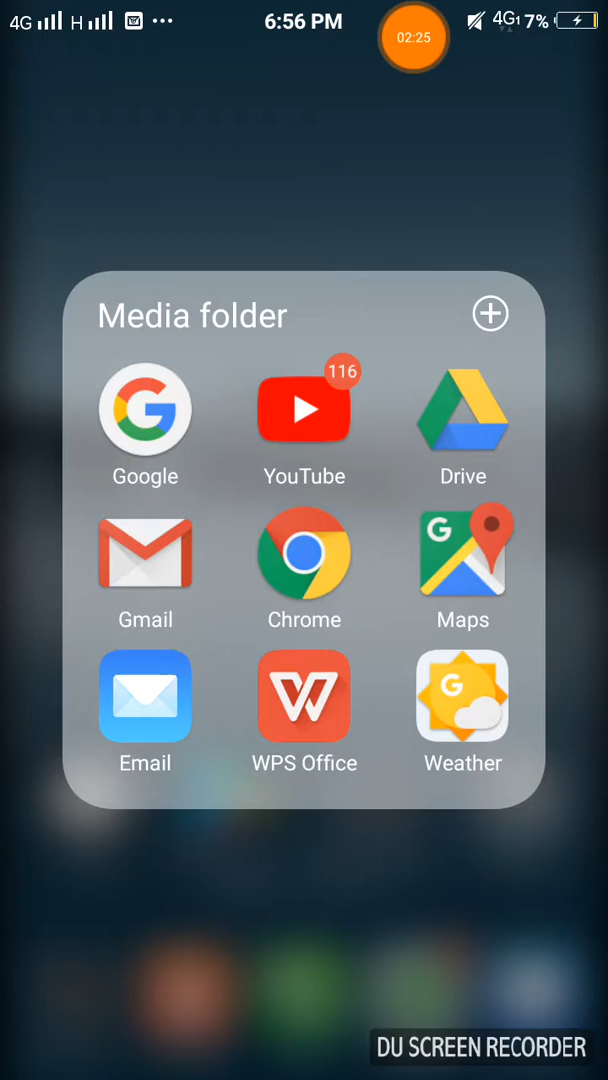 4G H 6:56 PM 02:25 4G1 7%
Media folder
116
Google YouTube Drive
G
Gmail Chrome Maps
G
Email WPS Office Weather
DU SCREEN RECORDER